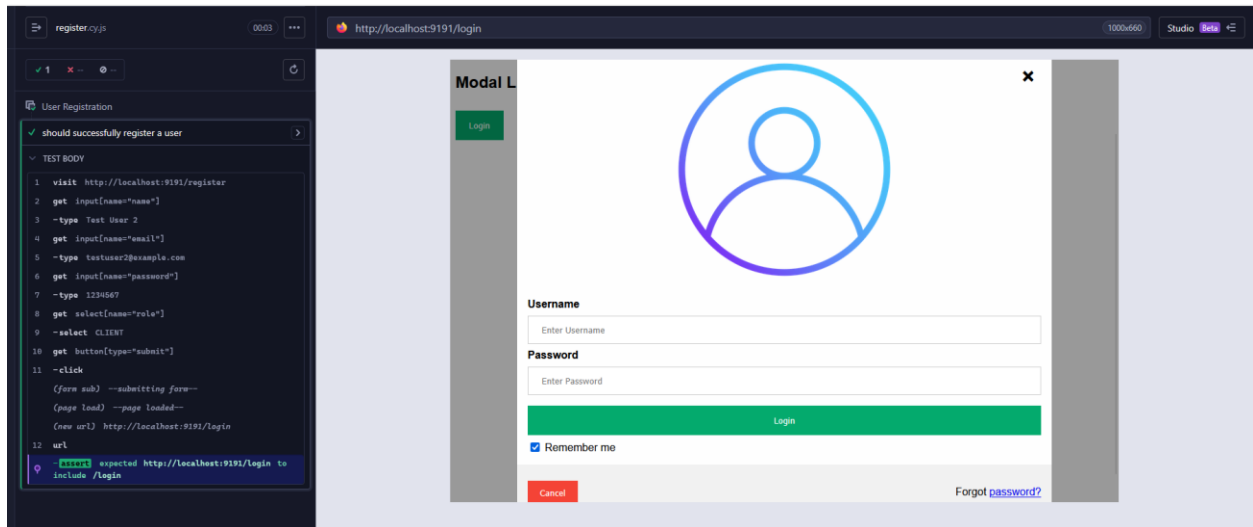 register.cy.js
00:03
•••
http://localhost:9191/login
1000x660
Studio Beta
✓ 1 × -- --
User Registration
✓ should successfully register a user
TEST BODY
1 visit http://localhost:9191/register
2 get input[name="name"]
3 -type Test User 2
4 get input[name="email"]
5 -type testuser2@example.com
6 get input[name="password"]
7 -type 1234567
8 get select[name="role"]
9 -select CLIENT
10 get button[type="submit"]
11 -click
(form sub) --submitting form--
(page load) --page loaded--
(new url) http://localhost:9191/login
12 url
-assert expected http://localhost:9191/login to
include /login
Modal L
Login
Username
Enter Username
Password
Enter Password
Login
Remember me
Cancel
Forgot password?